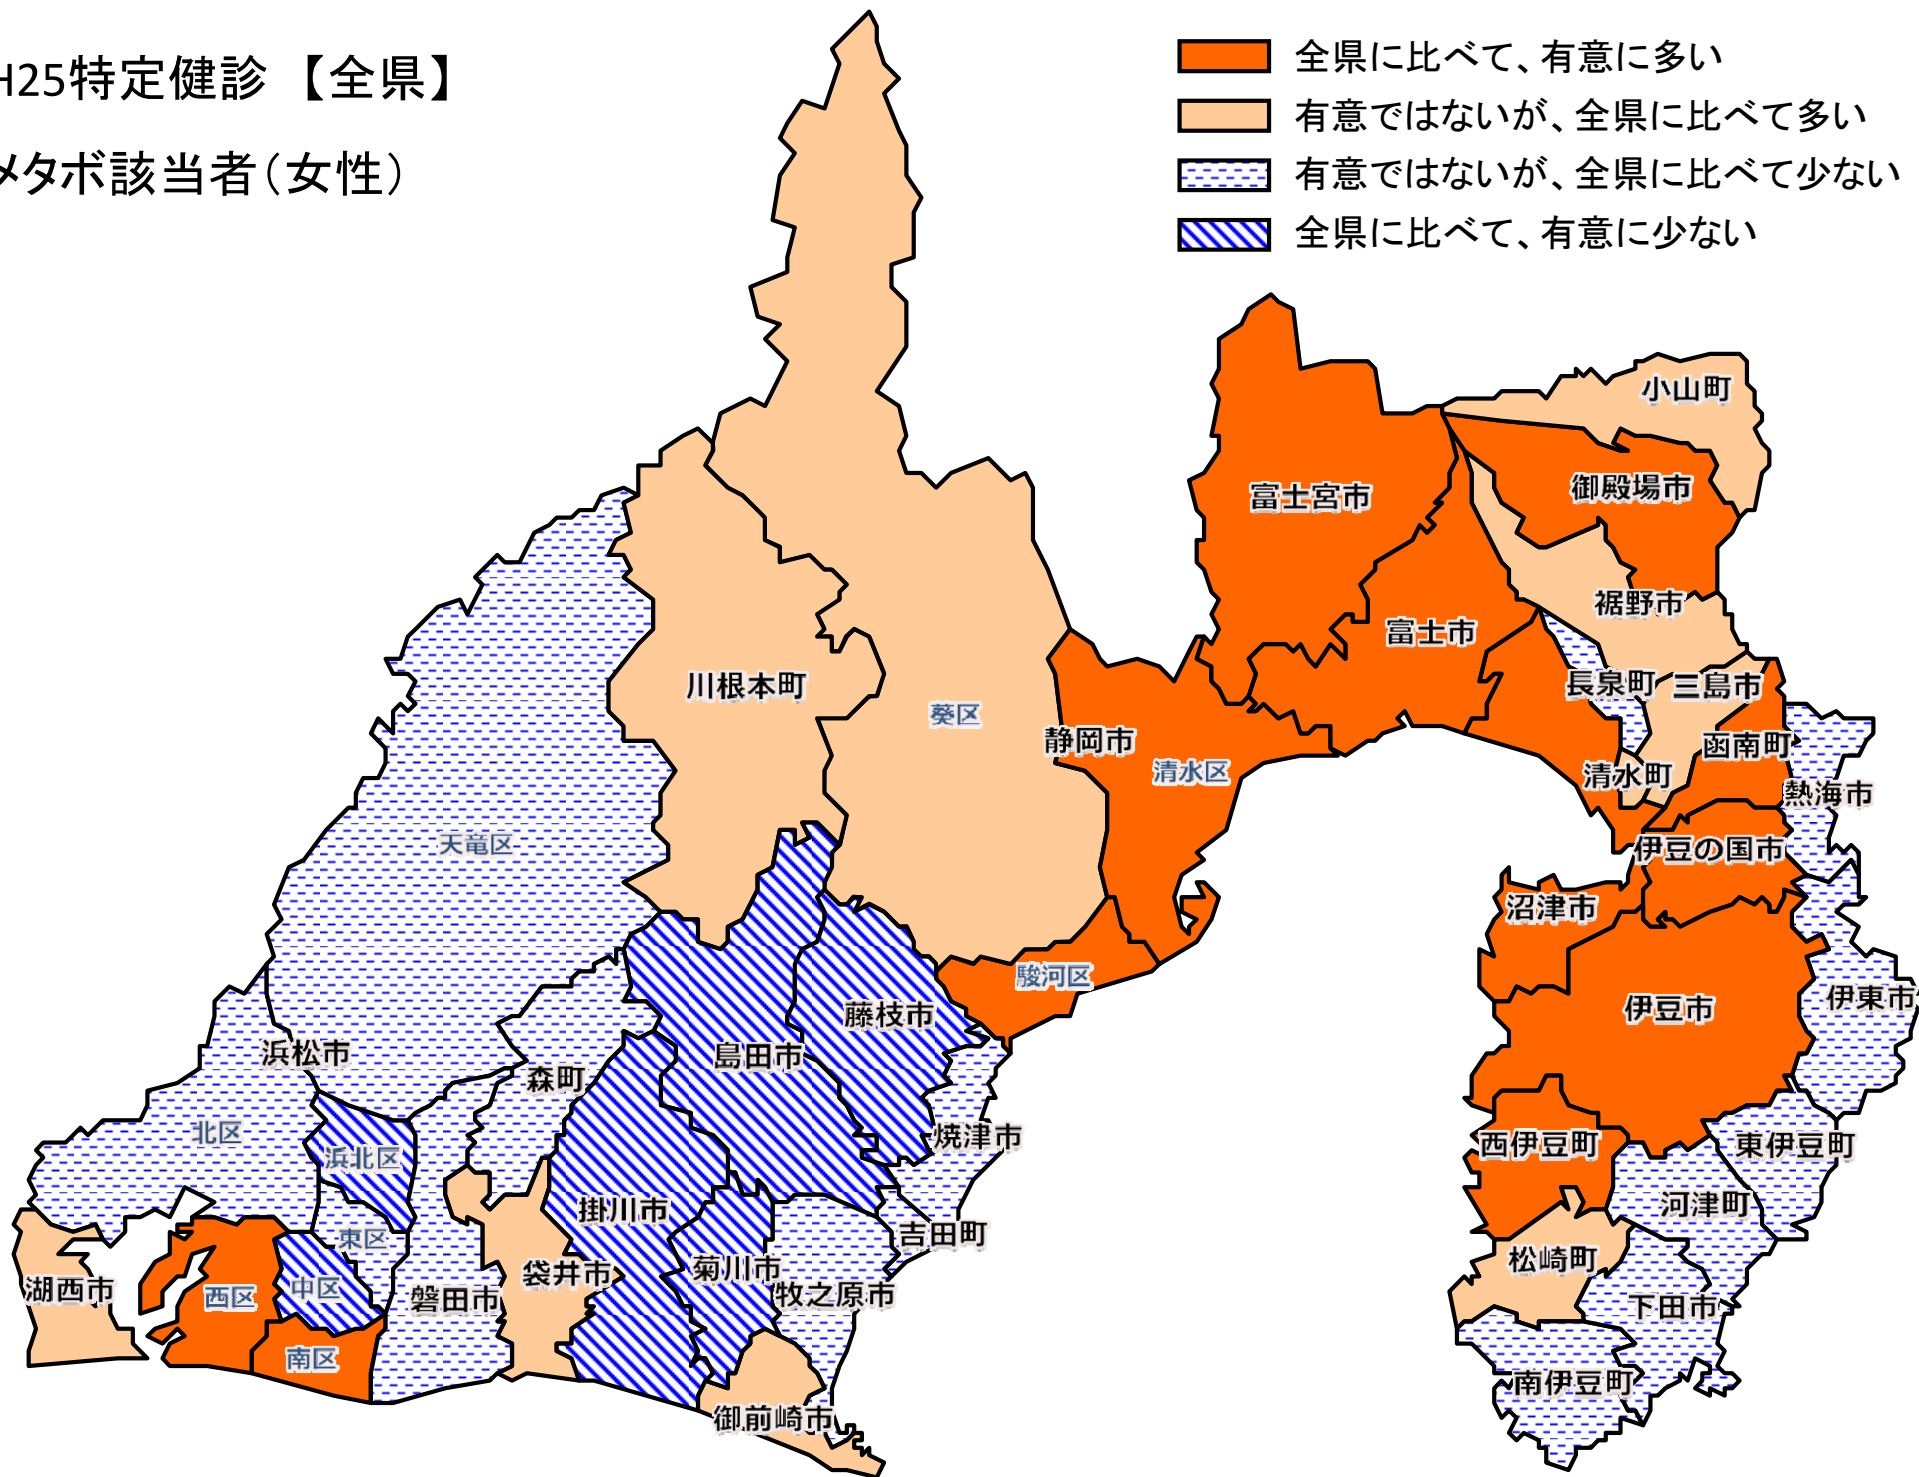 H25特定健診 【全県】
メタボ該当者（女性）
全県に比べて、有意に多い
有意ではないが、全県に比べて多い
有意ではないが、全県に比べて少ない
全県に比べて、有意に少ない
小山町
御殿場市
富士宮市
裾野市
富士市
長泉町
三島市
川根本町
葵区
静岡市
函南町
清水区
清水町
熱海市
天竜区
伊豆の国市
沼津市
駿河区
伊東市
伊豆市
藤枝市
浜松市
島田市
森町
北区
焼津市
西伊豆町
東伊豆町
浜北区
掛川市
河津町
東区
吉田町
松崎町
菊川市
袋井市
湖西市
中区
西区
牧之原市
磐田市
下田市
南区
南伊豆町
御前崎市